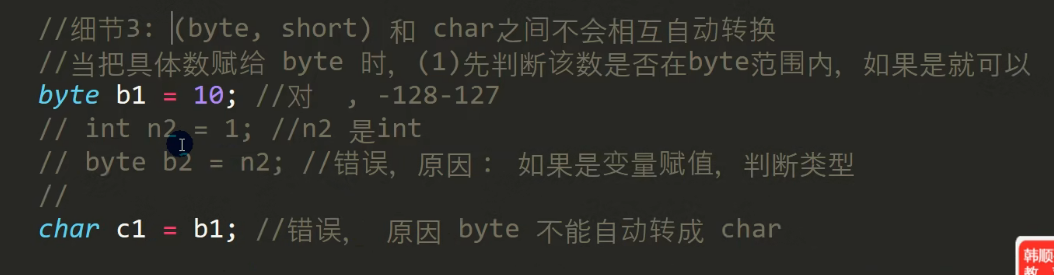 //细节3: (byte, short) 和 char之间不会相互自动转换
//当把具体数赋给 byte 时, (1)先判断该数是否在byte范围内, 如果是就可以
byte b1 = 10; //对 , -128-127
// int n2 = 1; //n2 是int
// byte b2 = n2; //错误, 原因: 如果是变量赋值, 判断类型
//
char c1 = b1; //错误, 原因 byte 不能自动转成 char
韩顺
教